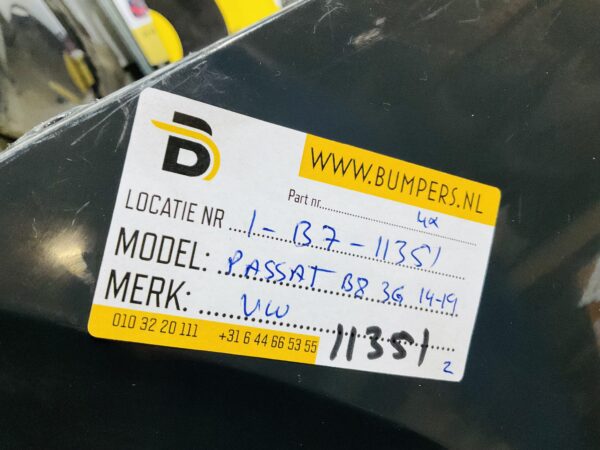 B
WWW.BUMPERS.NL
Part nr. 4x
LOCATIE NR 1-B7-11351
MODEL: PASSAT B8 3G 14-19
MERK: VW
010 32 20 111 +31 6 44 66 53 55 11351 2